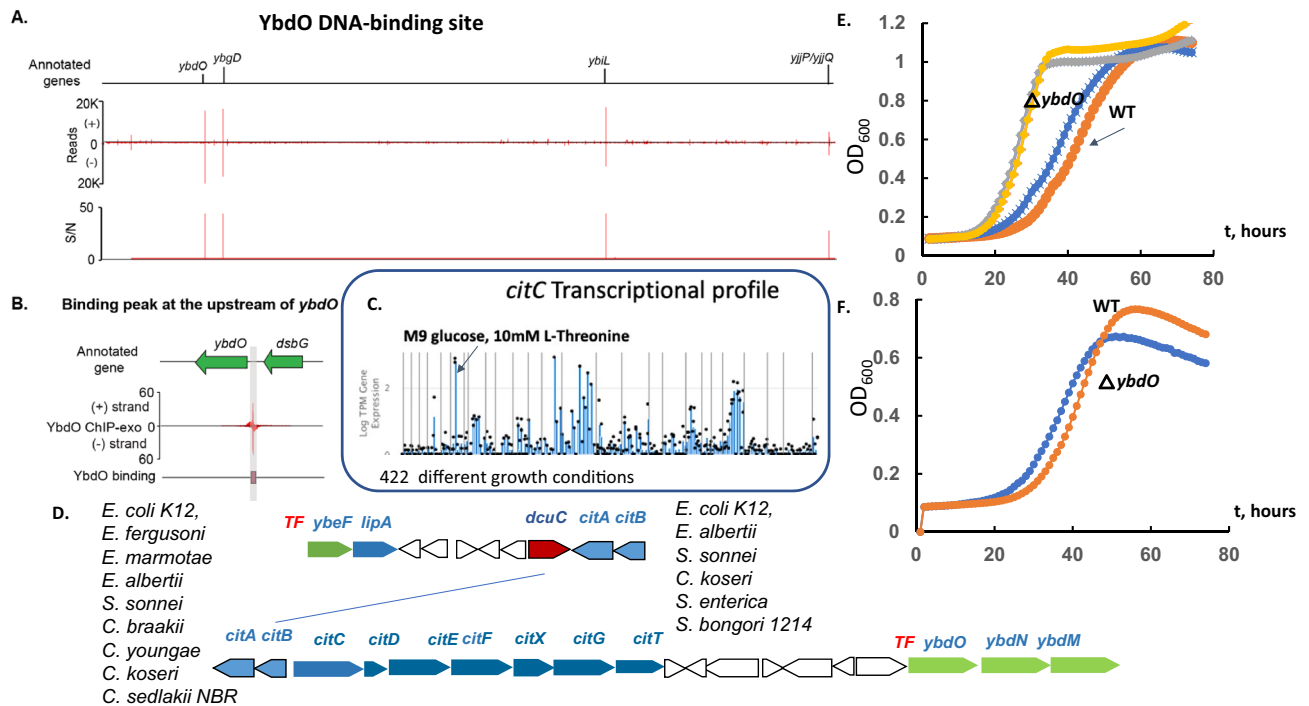 A.
YbdO DNA-binding site
Annotated
genes
ybdO
ybgD
ybiL
yjjP/yjjQ
20K
(+)
0
(-)
20K
Reads
50
0
S/N
B.
Binding peak at the upstream of ybdO
Annotated
gene
ybdO
dsbG
60
(+) strand
YbdO ChIP-exo 0
(-) strand
60
YbdO binding
C.
citC Transcriptional profile
M9 glucose, 10mM L-Threonine
Log TPM Gene
Expression
2
0
422 different growth conditions
D.
E. coli K12,
E. fergusoni
E. marmotae
E. albertii
S. sonnei
C. braakii
C. youngae
C. koseri
C. sedlakii NBR
TF ybeF lipA
dcuC citA citB
E. coli K12,
E. albertii
S. sonnei
C. koseri
S. enterica
S. bongori 1214
citA citB citC citD citE citF citX citG citT
TF ybdO ybdN ybdM
E.
1.2
1
0.8
0.6
0.4
0.2
0
OD600
Δ ybdO
WT
t, hours
0 20 40 60 80
F.
0.8
0.6
0.4
0.2
0
OD600
WT
Δ ybdO
t, hours
0 20 40 60 80